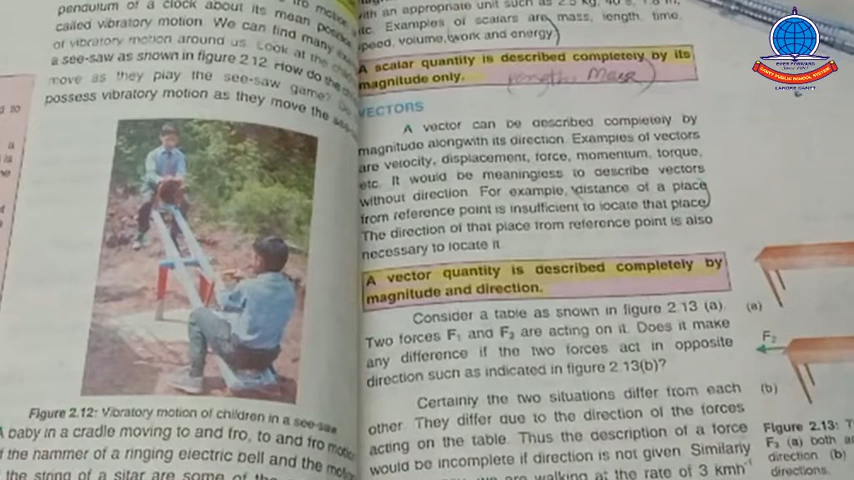 pendulum of a clock about its mean position
called vibratory motion. We can find many
of vibratory motion around us. Look at the
a see-saw as shown in figure 2.12. How do the
move as they play the see-saw game?
possess vibratory motion as they move the see-
Figure 2.12: Vibratory motion of children in a see-saw
A baby in a cradle moving to and fro, to and fro motion
the hammer of a ringing electric bell and the
the string of a sitar are some of the
with an appropriate unit such as 2.5 kg, 40 s, 1.8 m,
etc. Examples of scalars are mass, length, time,
speed, volume, work and energy.
A scalar quantity is described completely by its
magnitude only.
VECTORS
A vector can be described completely by
magnitude alongwith its direction. Examples of vectors
are velocity, displacement, force, momentum, torque,
etc. It would be meaningless to describe vectors
without direction. For example, distance of a place
from reference point is insufficient to locate that place
The direction of that place from reference point is also
necessary to locate it.
A vector quantity is described completely by
magnitude and direction.
Consider a table as shown in figure 2.13 (a).
Two forces F₁ and F₂ are acting on it. Does it make
any difference if the two forces act in opposite
direction such as indicated in figure 2.13(b)?
Certainly the two situations differ from each
other. They differ due to the direction of the forces
acting on the table. Thus the description of a force
would be incomplete if direction is not given. Similarly
we are walking at the rate of 3 kmh⁻¹
(a)
F₂
(b)
Figure 2.13:
F₂ (a) both
direction (b)
directions.
EVER FORWARD
LAHORE CANTT